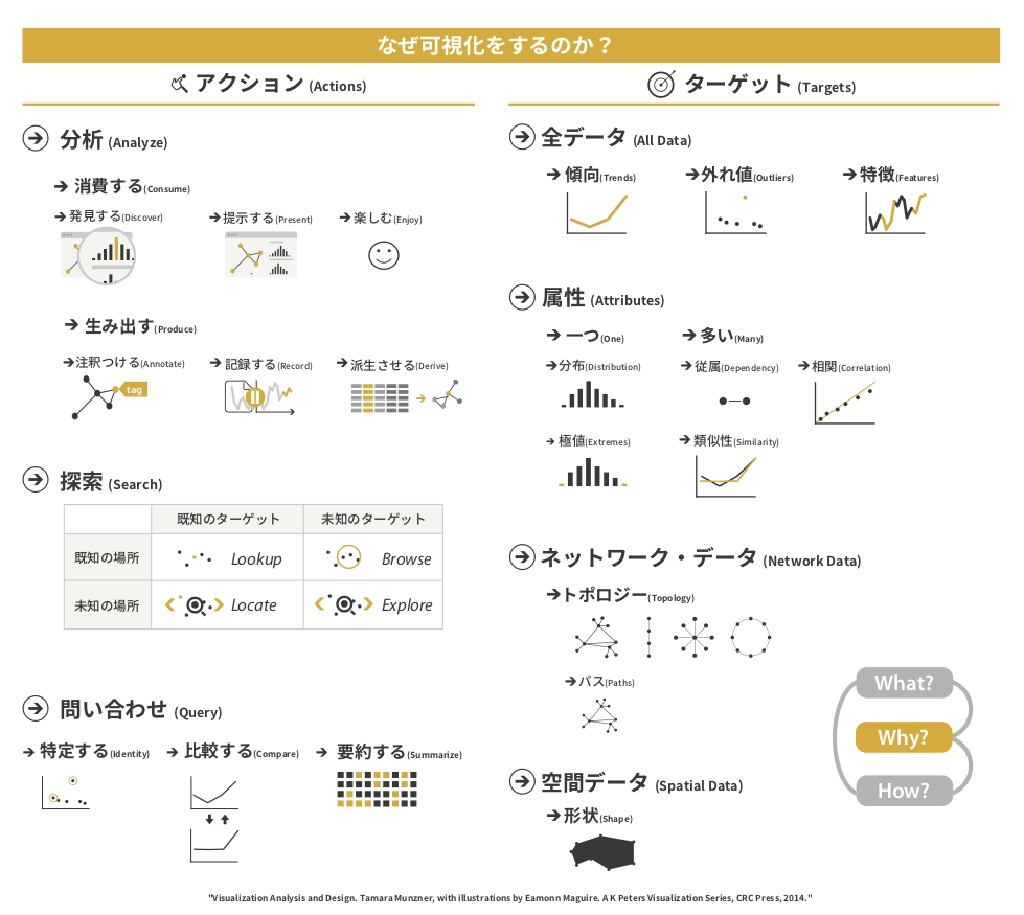 なぜ可視化をするのか？
アクション (Actions)
分析 (Analyze)
消費する(Consume)
発見する(Discover)
提示する(Present)
楽しむ(Enjoy)
生み出す(Produce)
注釈つける(Annotate)
記録する(Record)
派生させる(Derive)
tag
探索 (Search)
既知のターゲット 未知のターゲット
既知の場所 Lookup Browse
未知の場所 Locate Explore
問い合わせ (Query)
特定する(Identity)
比較する(Compare)
要約する(Summarize)
ターゲット (Targets)
全データ (All Data)
傾向(Trends)
外れ値(Outliers)
特徴(Features)
属性 (Attributes)
一つ(One)
多い(Many)
分布(Distribution)
従属(Dependency)
相関(Correlation)
極値(Extremes)
類似性(Similarity)
ネットワーク・データ (Network Data)
トポロジー(Topology)
パス(Paths)
空間データ (Spatial Data)
形状(Shape)
What?
Why?
How?
"Visualization Analysis and Design. Tamara Munzner, with illustrations by Eamonn Maguire. A K Peters Visualization Series, CRC Press, 2014."